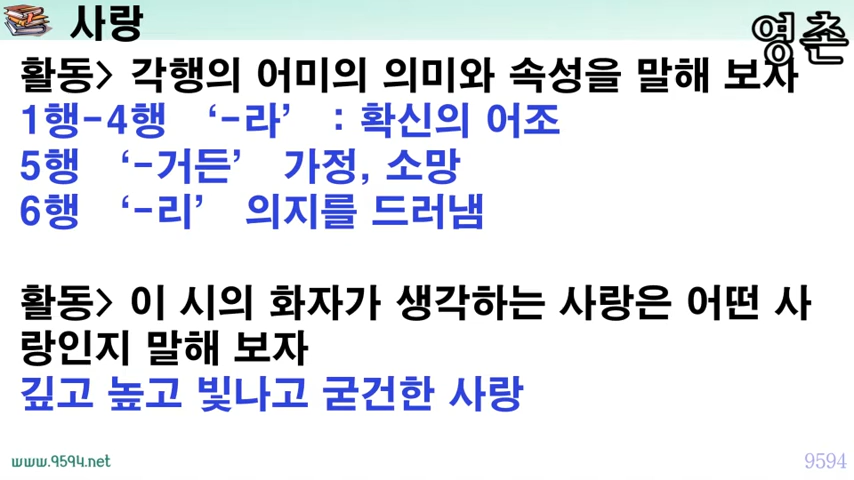 사랑
영촌
활동> 각행의 어미의 의미와 속성을 말해 보자
1행-4행 ‘-라’ : 확신의 어조
5행 ‘-거든’ 가정, 소망
6행 ‘-리’ 의지를 드러냄
활동> 이 시의 화자가 생각하는 사랑은 어떤 사
랑인지 말해 보자
깊고 높고 빛나고 굳건한 사랑
www.9594.net
9594